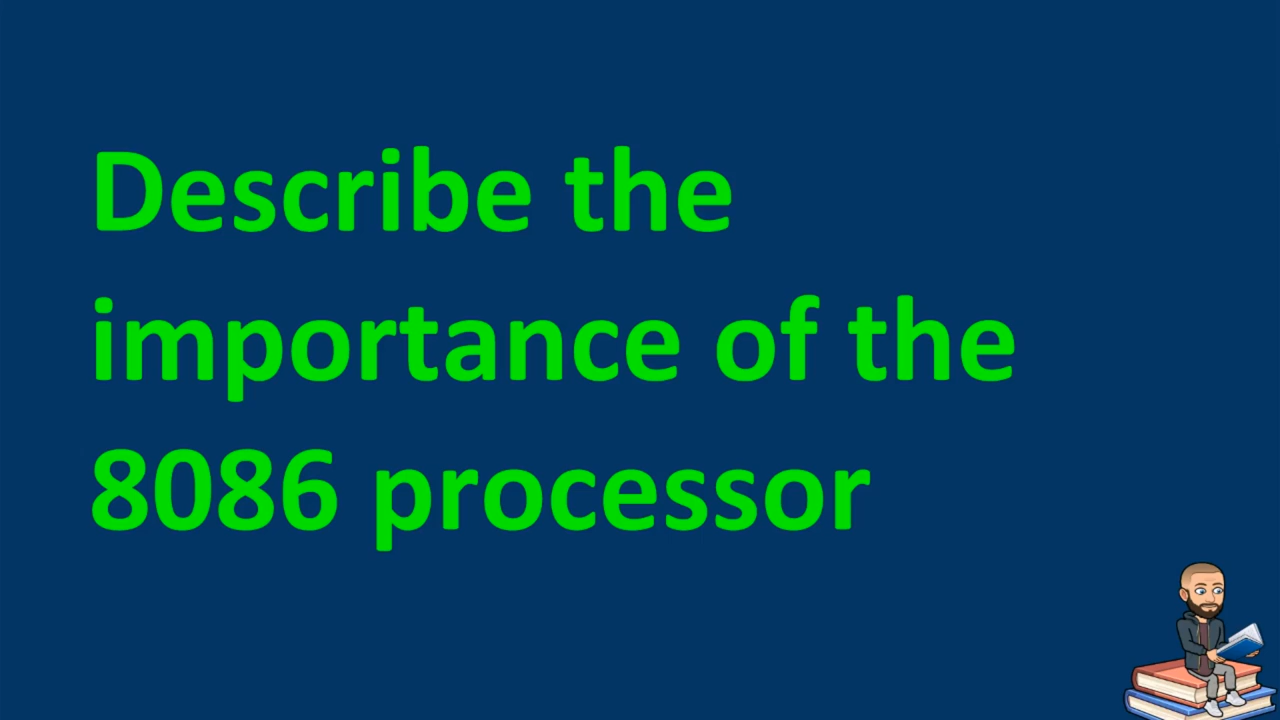 Describe the
importance of the
8086 processor